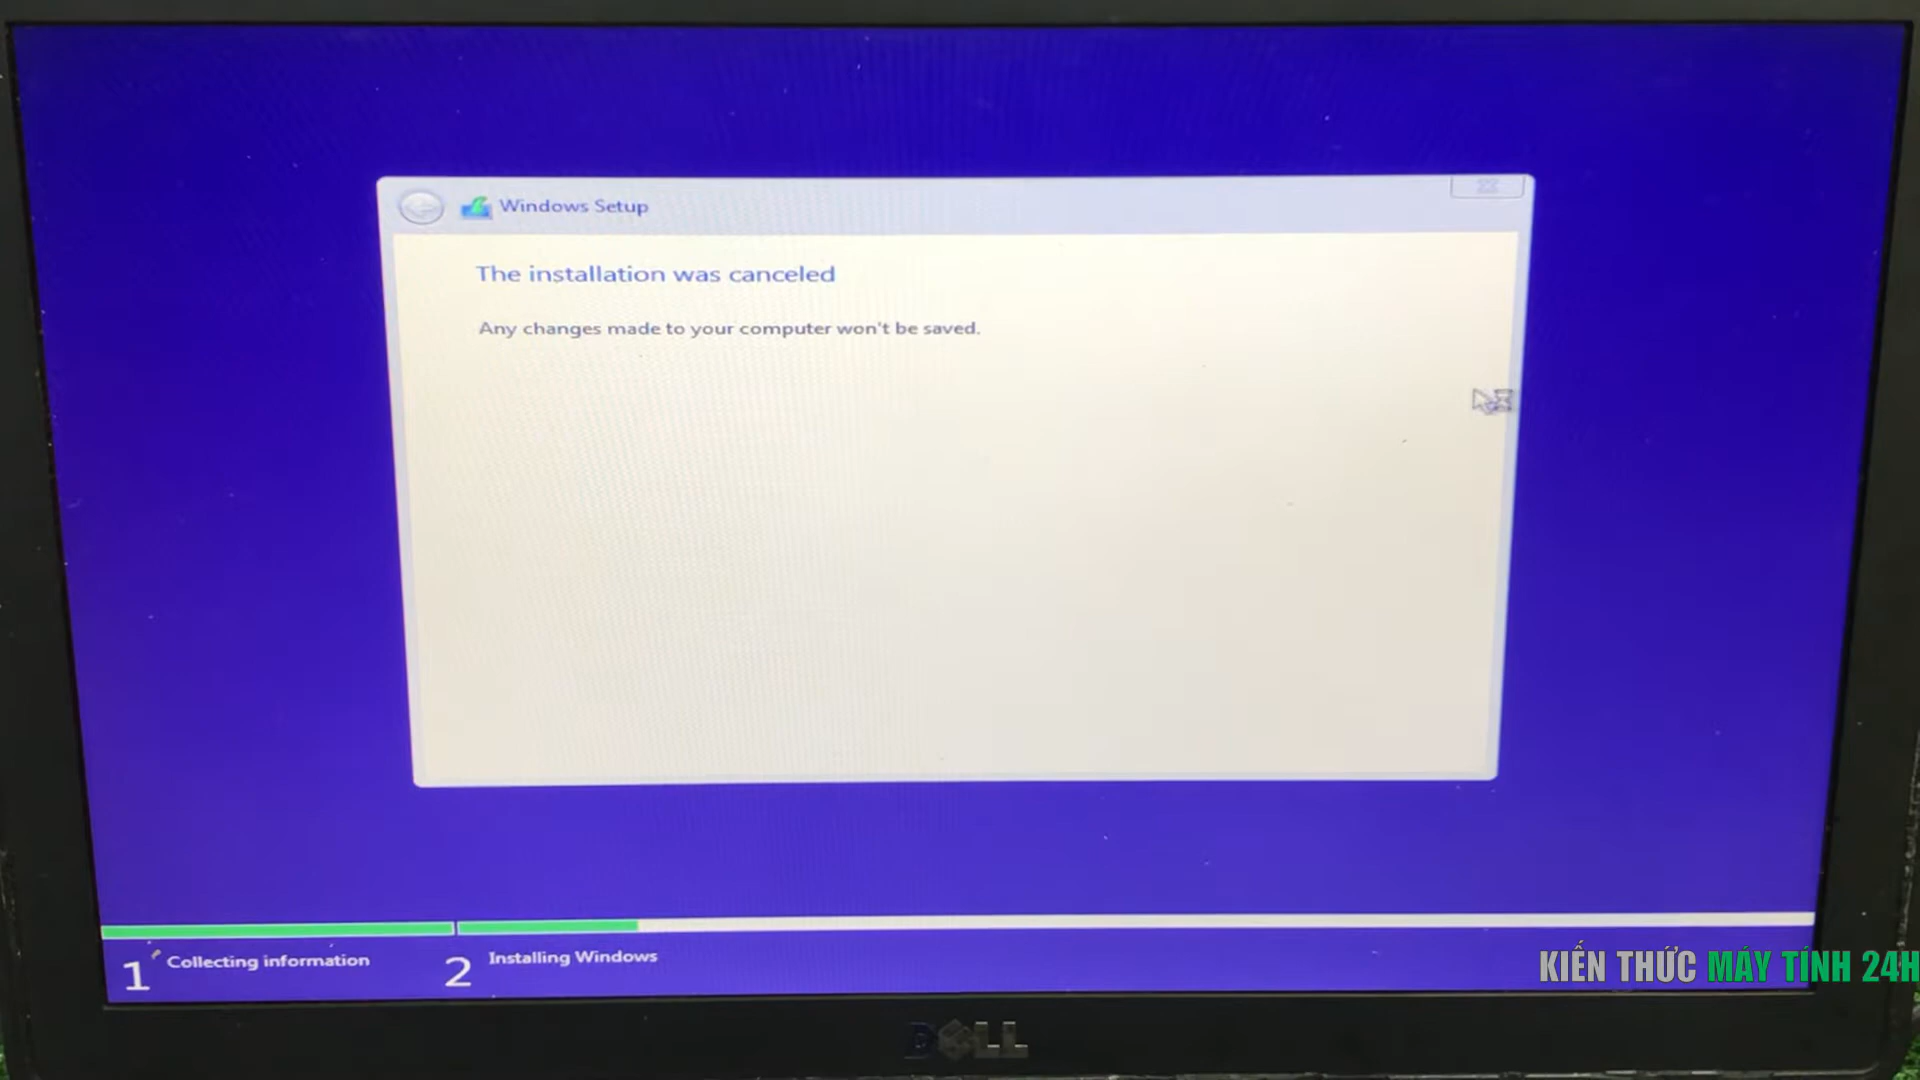 Windows Setup
The installation was canceled
Any changes made to your computer won't be saved.
1 Collecting information
2 Installing Windows
KIẾN THỨC MÁY TÍNH 24H
DELL